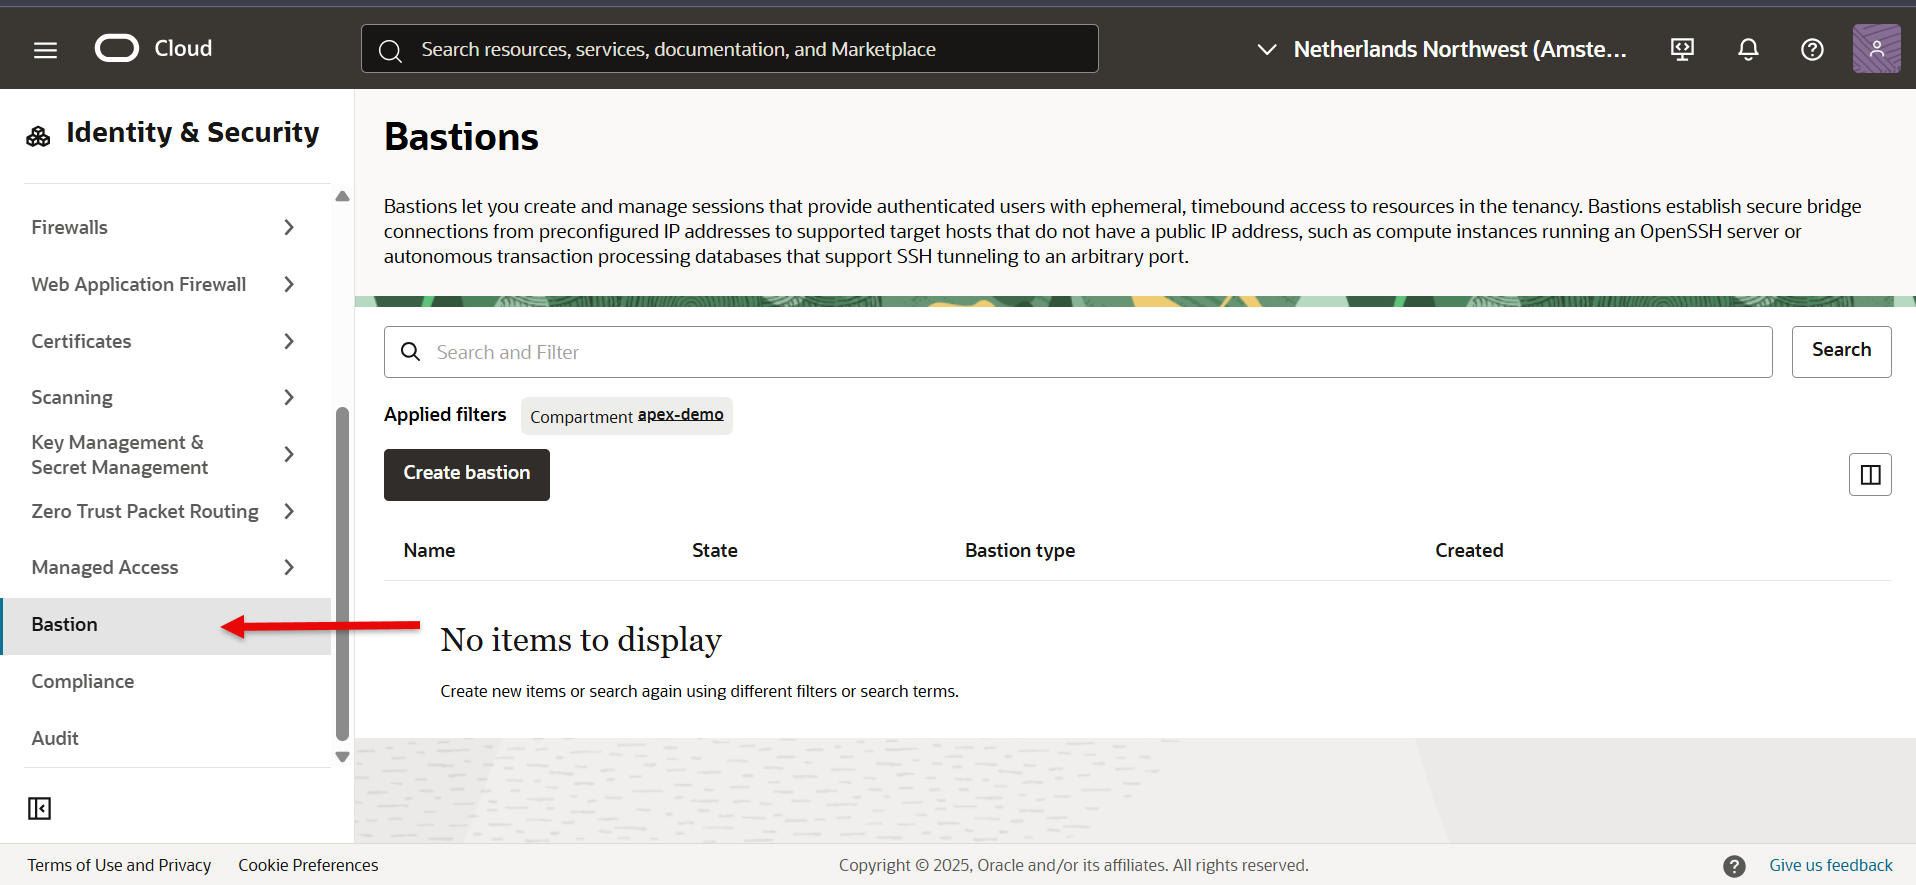 Cloud
Search resources, services, documentation, and Marketplace
Netherlands Northwest (Amste...
Identity & Security
Firewalls
Web Application Firewall
Certificates
Scanning
Key Management &
Secret Management
Zero Trust Packet Routing
Managed Access
Bastion
Compliance
Audit
Bastions
Bastions let you create and manage sessions that provide authenticated users with ephemeral, timebound access to resources in the tenancy. Bastions establish secure bridge
connections from preconfigured IP addresses to supported target hosts that do not have a public IP address, such as compute instances running an OpenSSH server or
autonomous transaction processing databases that support SSH tunneling to an arbitrary port.
Search and Filter
Search
Applied filters
Compartment apex-demo
Create bastion
Name State Bastion type Created
No items to display
Create new items or search again using different filters or search terms.
Terms of Use and Privacy Cookie Preferences
Copyright © 2025, Oracle and/or its affiliates. All rights reserved.
Give us feedback